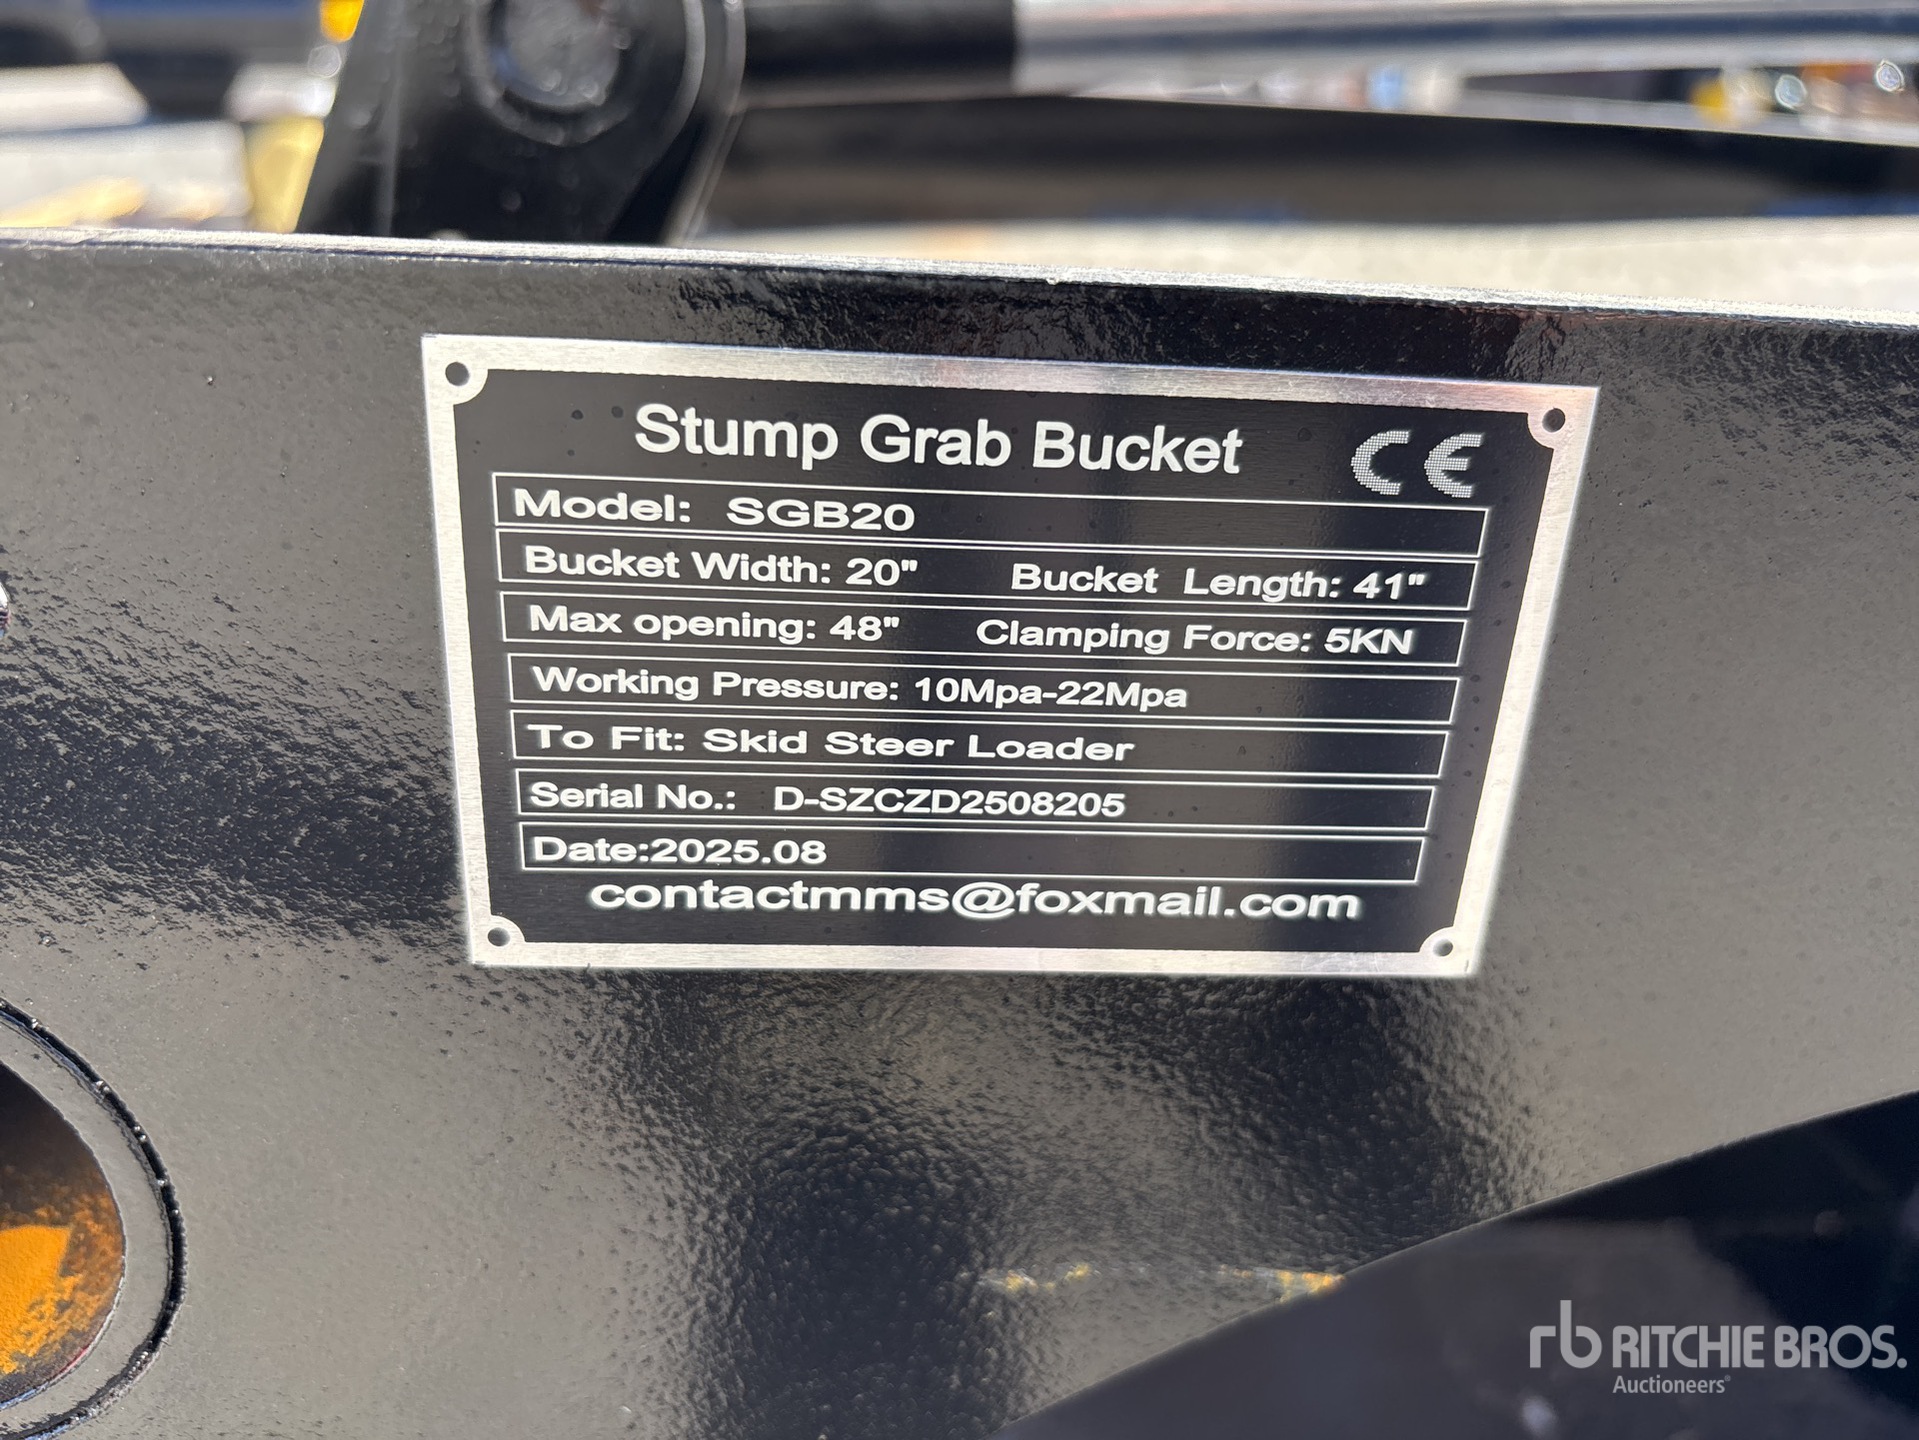 Stump Grab Bucket CE
Model: SGB20
Bucket Width: 20" Bucket Length: 41"
Max opening: 48" Clamping Force: 5KN
Working Pressure: 10Mpa-22Mpa
To Fit: Skid Steer Loader
Serial No.: D-SZCZD2508205
Date:2025.08
contactmms@foxmail.com
rb RITCHIE BROS.
Auctioneers®